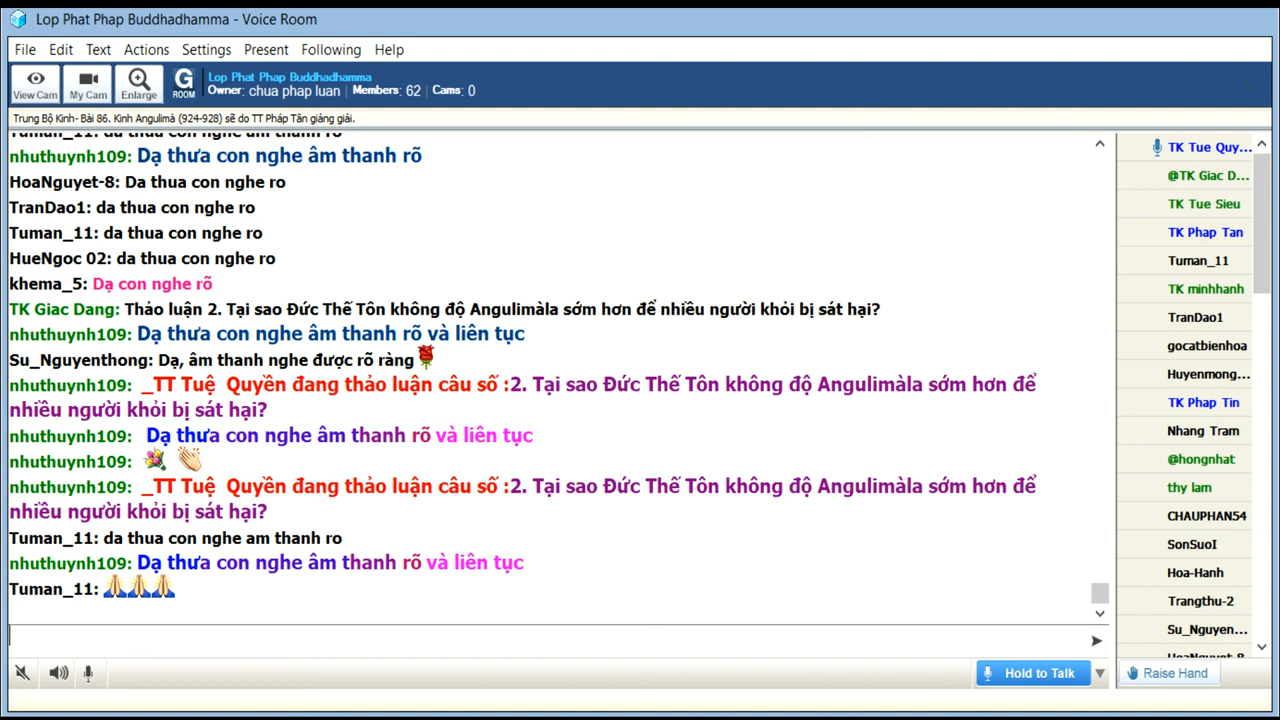 Lop Phat Phap Buddhadhamma - Voice Room
File Edit Text Actions Settings Present Following Help
View Cam My Cam Enlarge G ROOM Lop Phat Phap Buddhadhamma
Owner: chua phap luan Members: 62 Cams: 0
Trung Bộ Kinh- Bài 86. Kinh Angulimà (924-928) sẽ do TT Pháp Tân giảng giải.
Tuman_11: da thua con nghe am thanh ro
nhuthuynh109: Dạ thưa con nghe âm thanh rõ
HoaNguyet-8: Da thua con nghe ro
TranDao1: da thua con nghe ro
Tuman_11: da thua con nghe ro
HueNgoc 02: da thua con nghe ro
khema_5: Dạ con nghe rõ
TK Giac Dang: Thảo luận 2. Tại sao Đức Thế Tôn không độ Angulimàla sớm hơn để nhiều người khỏi bị sát hại?
nhuthuynh109: Dạ thưa con nghe âm thanh rõ và liên tục
Su_Nguyenthong: Dạ, âm thanh nghe được rõ ràng
nhuthuynh109: _TT Tuệ Quyền đang thảo luận câu số :2. Tại sao Đức Thế Tôn không độ Angulimàla sớm hơn để
nhiều người khỏi bị sát hại?
nhuthuynh109: Dạ thưa con nghe âm thanh rõ và liên tục
nhuthuynh109:
nhuthuynh109: _TT Tuệ Quyền đang thảo luận câu số :2. Tại sao Đức Thế Tôn không độ Angulimàla sớm hơn để
nhiều người khỏi bị sát hại?
Tuman_11: da thua con nghe am thanh ro
nhuthuynh109: Dạ thưa con nghe âm thanh rõ và liên tục
Tuman_11:
TK Tue Quy...
@TK Giac D...
TK Tue Sieu
TK Phap Tan
Tuman_11
TK minhhanh
TranDao1
gocatbienhoa
Huyenmong...
TK Phap Tin
Nhang Tram
@hongnhat
thy lam
CHAUPHAN54
SonSuoI
Hoa-Hanh
Trangthu-2
Su_Nguyen...
HoaNguyet-8
Hold to Talk
Raise Hand